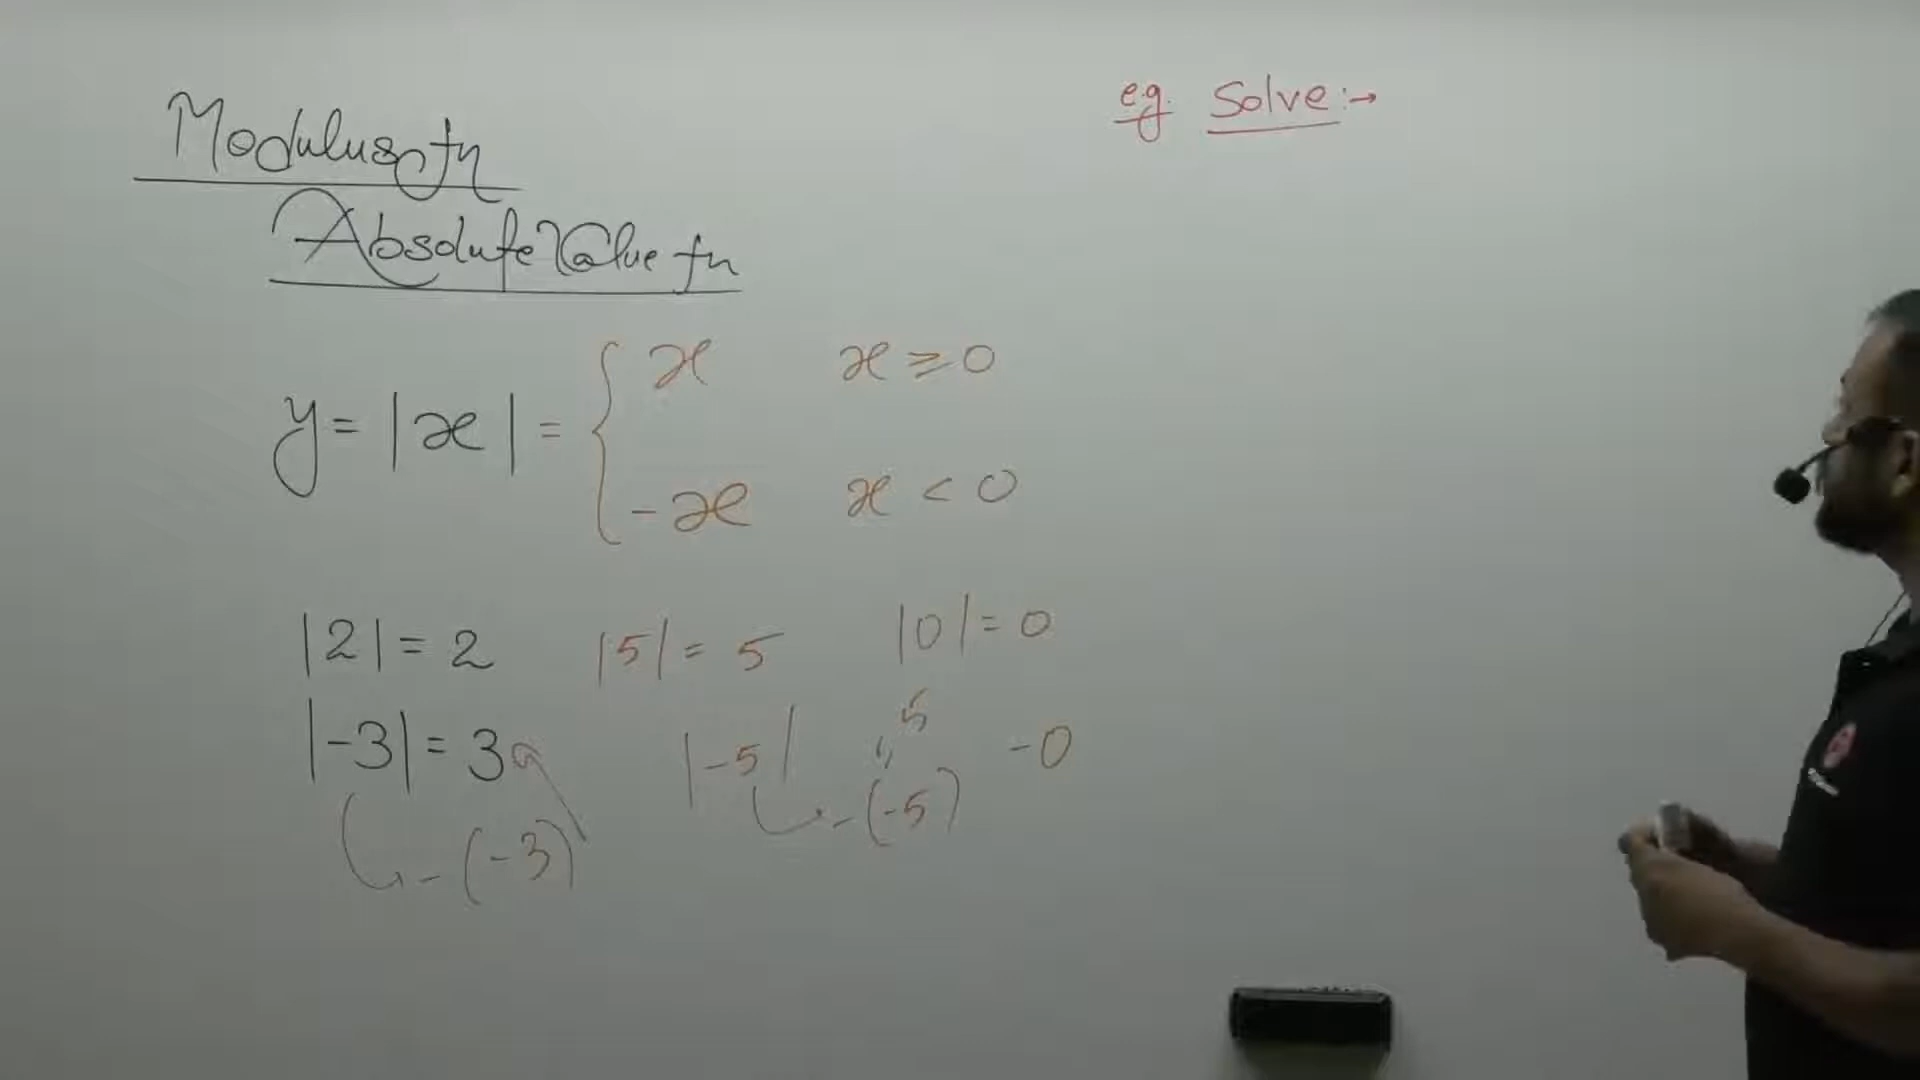 Modulus fn
Absolute Value fn
y = |x| = { x x ≥ 0
-x x < 0
|2| = 2 |5| = 5 |0| = 0
|-3| = 3 |-5| 5 -0
-(-3) -(-5)
e.g. Solve :→